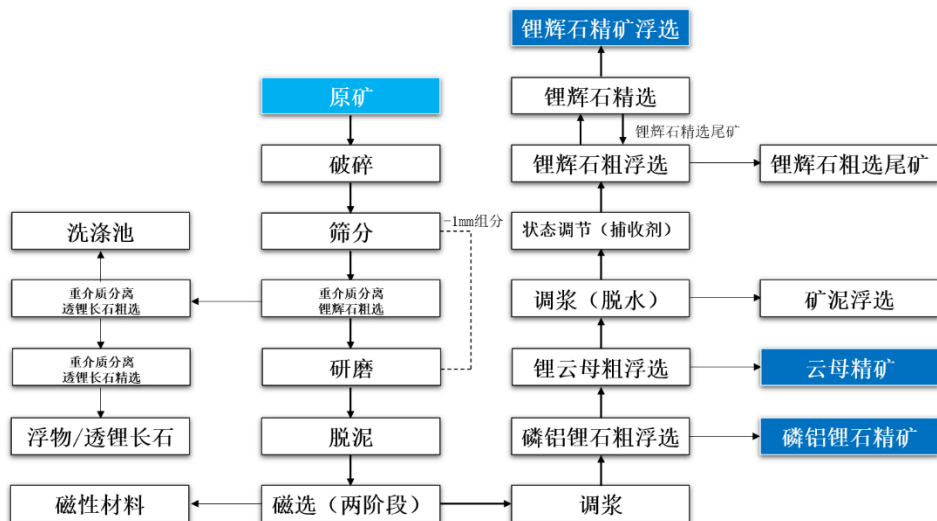 锂辉石精矿浮选
原矿
锂辉石精选
锂辉石精选尾矿
破碎
锂辉石粗浮选
锂辉石粗选尾矿
洗涤池
筛分
-1mm组分
状态调节（捕收剂）
重介质分离
透锂长石粗选
重介质分离
锂辉石粗选
调浆（脱水）
矿泥浮选
重介质分离
透锂长石精选
研磨
锂云母粗浮选
云母精矿
浮物/透锂长石
脱泥
磷铝锂石粗浮选
磷铝锂石精矿
磁性材料
磁选（两阶段）
调浆